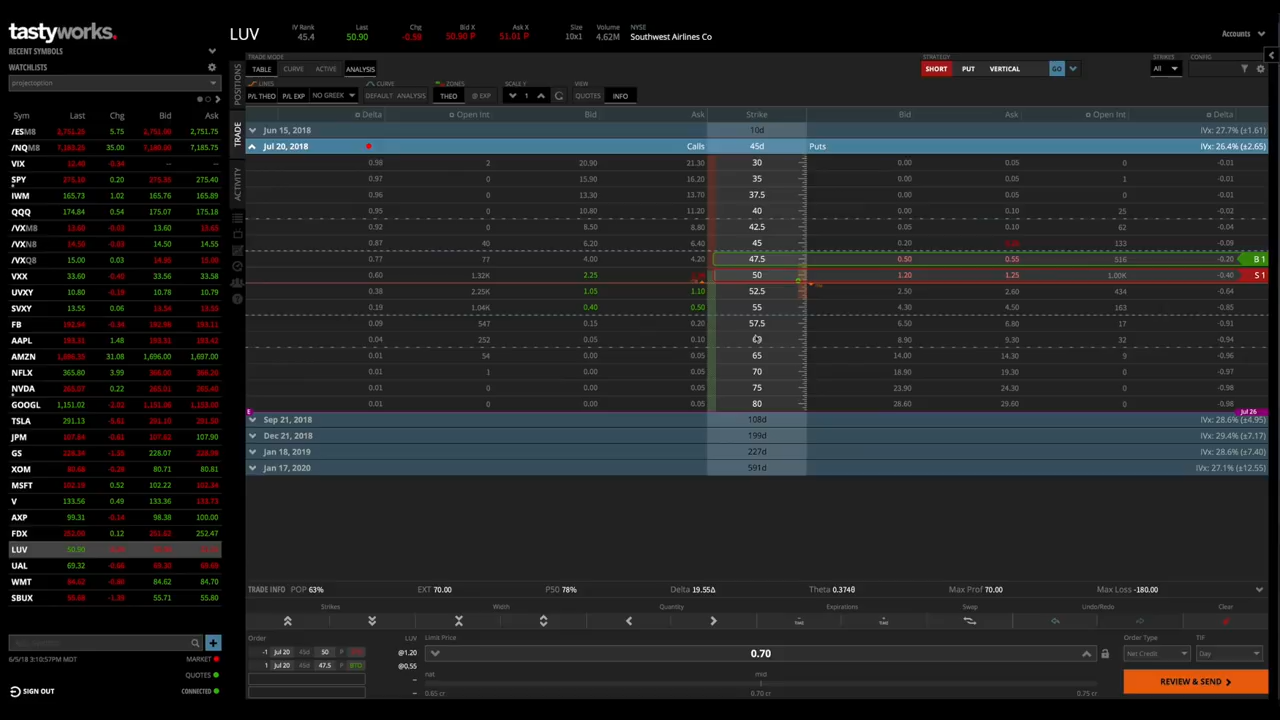 tastyworks.
RECENT SYMBOLS
WATCHLISTS
projectoption
Sym Last Chg Bid Ask
/ESM8 2,751.25 5.75 2,751.50 2,751.75
/NQM8 7,183.25 35.00 7,180.00 7,185.75
VIX 12.40 -0.34 -- --
SPY 275.10 0.20 275.35 275.40
IWM 165.73 1.02 165.76 165.89
QQQ 174.84 0.54 175.07 175.18
/VXM8 13.60 -0.03 13.60 13.65
/VXN8 14.50 -0.03 14.50 14.55
/VXQ8 15.00 0.03 14.95 15.00
VXX 33.60 -0.40 33.56 33.58
UVXY 10.80 -0.19 10.78 10.79
SVXY 13.55 0.06 13.54 13.55
FB 192.94 -0.34 192.86 193.11
AAPL 193.31 1.48 193.31 193.42
AMZN 1,696.35 31.08 1,696.00 1,697.00
NFLX 365.80 3.99 366.00 366.20
NVDA 265.07 0.22 265.01 265.40
GOOGL 1,151.02 -2.02 1,151.00 1,153.00
TSLA 291.13 -5.61 291.10 291.50
JPM 107.84 -0.61 107.62 107.90
GS 228.34 228.07
XOM 80.68 -0.26 80.71 80.81
MSFT 102.19 0.52 102.22 102.34
V 133.56 0.49 133.36 133.73
AXP 99.31 -0.14 98.38 100.00
FDX 252.09 0.12 251.82 252.47
LUV 50.90
UAL 69.32 69.30 69.69
WMT 84.62 84.70
SBUX 55.68 -1.39 55.71 55.80
6/5/18 3:10:57PM MDT
MARKET
QUOTES
CONNECTED
SIGN OUT
POSITIONS
TRADE
ACTIVITY
LUV
IV Rank Last Chg Bid X Ask X Size Volume NYSE
45.4 50.90 -0.59 50.90 P 51.01 P 10x1 4.62M Southwest Airlines Co
Accounts
TRADE MODE STRATEGY STRIKES CONFIG
TABLE CURVE ACTIVE ANALYSIS SHORT PUT VERTICAL GO All
LINES CURVE ZONES SCALE Y VIEW
P/L THEO P/L EXP NO GREEK DEFAULT ANALYSIS THEO @ EXP 1 QUOTES INFO
Delta Open Int Bid Ask Strike Bid Ask Open Int Delta
Jun 15, 2018 10d IVx: 27.7% (±1.61)
Jul 20, 2018 Calls 45d Puts IVx: 26.4% (±2.65)
0.98 2 20.90 21.30 30 0.00 0.05 0 -0.01
0.97 0 15.90 16.20 35 0.00 0.05 1 -0.01
0.96 0 13.30 13.70 37.5 0.00 0.05 0 -0.01
0.95 0 10.80 11.20 40 0.05 0.10 25 -0.02
0.92 0 8.50 8.80 42.5 0.05 0.10 62 -0.04
0.87 40 6.20 6.40 45 0.20 133 -0.09
0.77 77 4.00 4.20 47.5 0.50 0.55 516 -0.20 B 1
0.60 1.32K 2.25 50 1.20 1.25 1.00K -0.40 S 1
0.38 2.25K 1.05 1.10 52.5 2.50 2.60 434 -0.64
0.19 1.04K 0.40 0.50 55 4.30 4.50 163 -0.85
0.09 547 0.15 0.20 57.5 6.50 6.80 17 -0.91
0.04 252 0.05 0.10 8.90 9.30 32 -0.94
0.01 54 0.00 0.05 65 14.00 14.30 9 -0.96
0.01 1 0.00 0.05 70 18.90 19.30 0 -0.97
0.01 0 0.00 0.05 75 23.90 24.30 0 -0.98
0.01 0 0.00 0.05 80 28.60 29.60 0 -0.98
E Jul 26
Sep 21, 2018 108d IVx: 28.6% (±4.95)
Dec 21, 2018 199d IVx: 29.4% (±7.17)
Jan 18, 2019 227d IVx: 28.6% (±7.40)
Jan 17, 2020 591d IVx: 27.1% (±12.55)
TRADE INFO POP 63% EXT 70.00 P50 78% Delta 19.55Δ Theta 0.374Θ Max Prof 70.00 Max Loss -180.00
Strikes Width Quantity Expirations Swap Undo/Redo Clear
TIME TIME
Order LUV Limit Price Order Type TIF
-1 Jul 20 45d 50 P STO @1.20 0.70 Net Credit Day
1 Jul 20 45d 47.5 P BTO @0.55
nat mid
0.65 cr 0.70 cr 0.75 cr
REVIEW & SEND